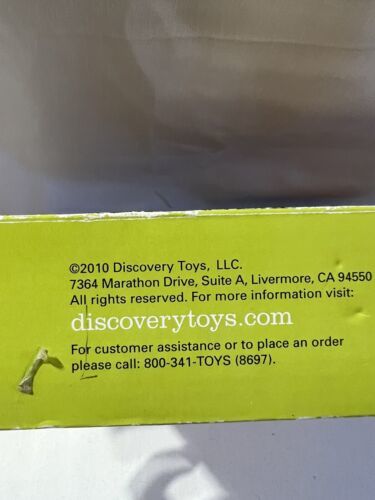 ©2010 Discovery Toys, LLC.
7364 Marathon Drive, Suite A, Livermore, CA 94550
All rights reserved. For more information visit:
discoverytoys.com
For customer assistance or to place an order
please call: 800-341-TOYS (8697).